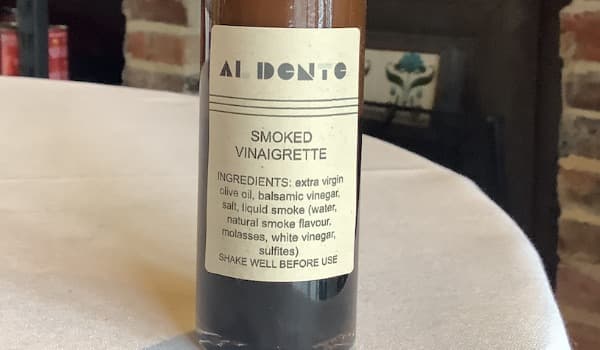 AL DENTE
SMOKED
VINAIGRETTE
INGREDIENTS: extra virgin
olive oil, balsamic vinegar,
salt, liquid smoke (water,
natural smoke flavour,
molasses, white vinegar,
sulfites)
SHAKE WELL BEFORE USE